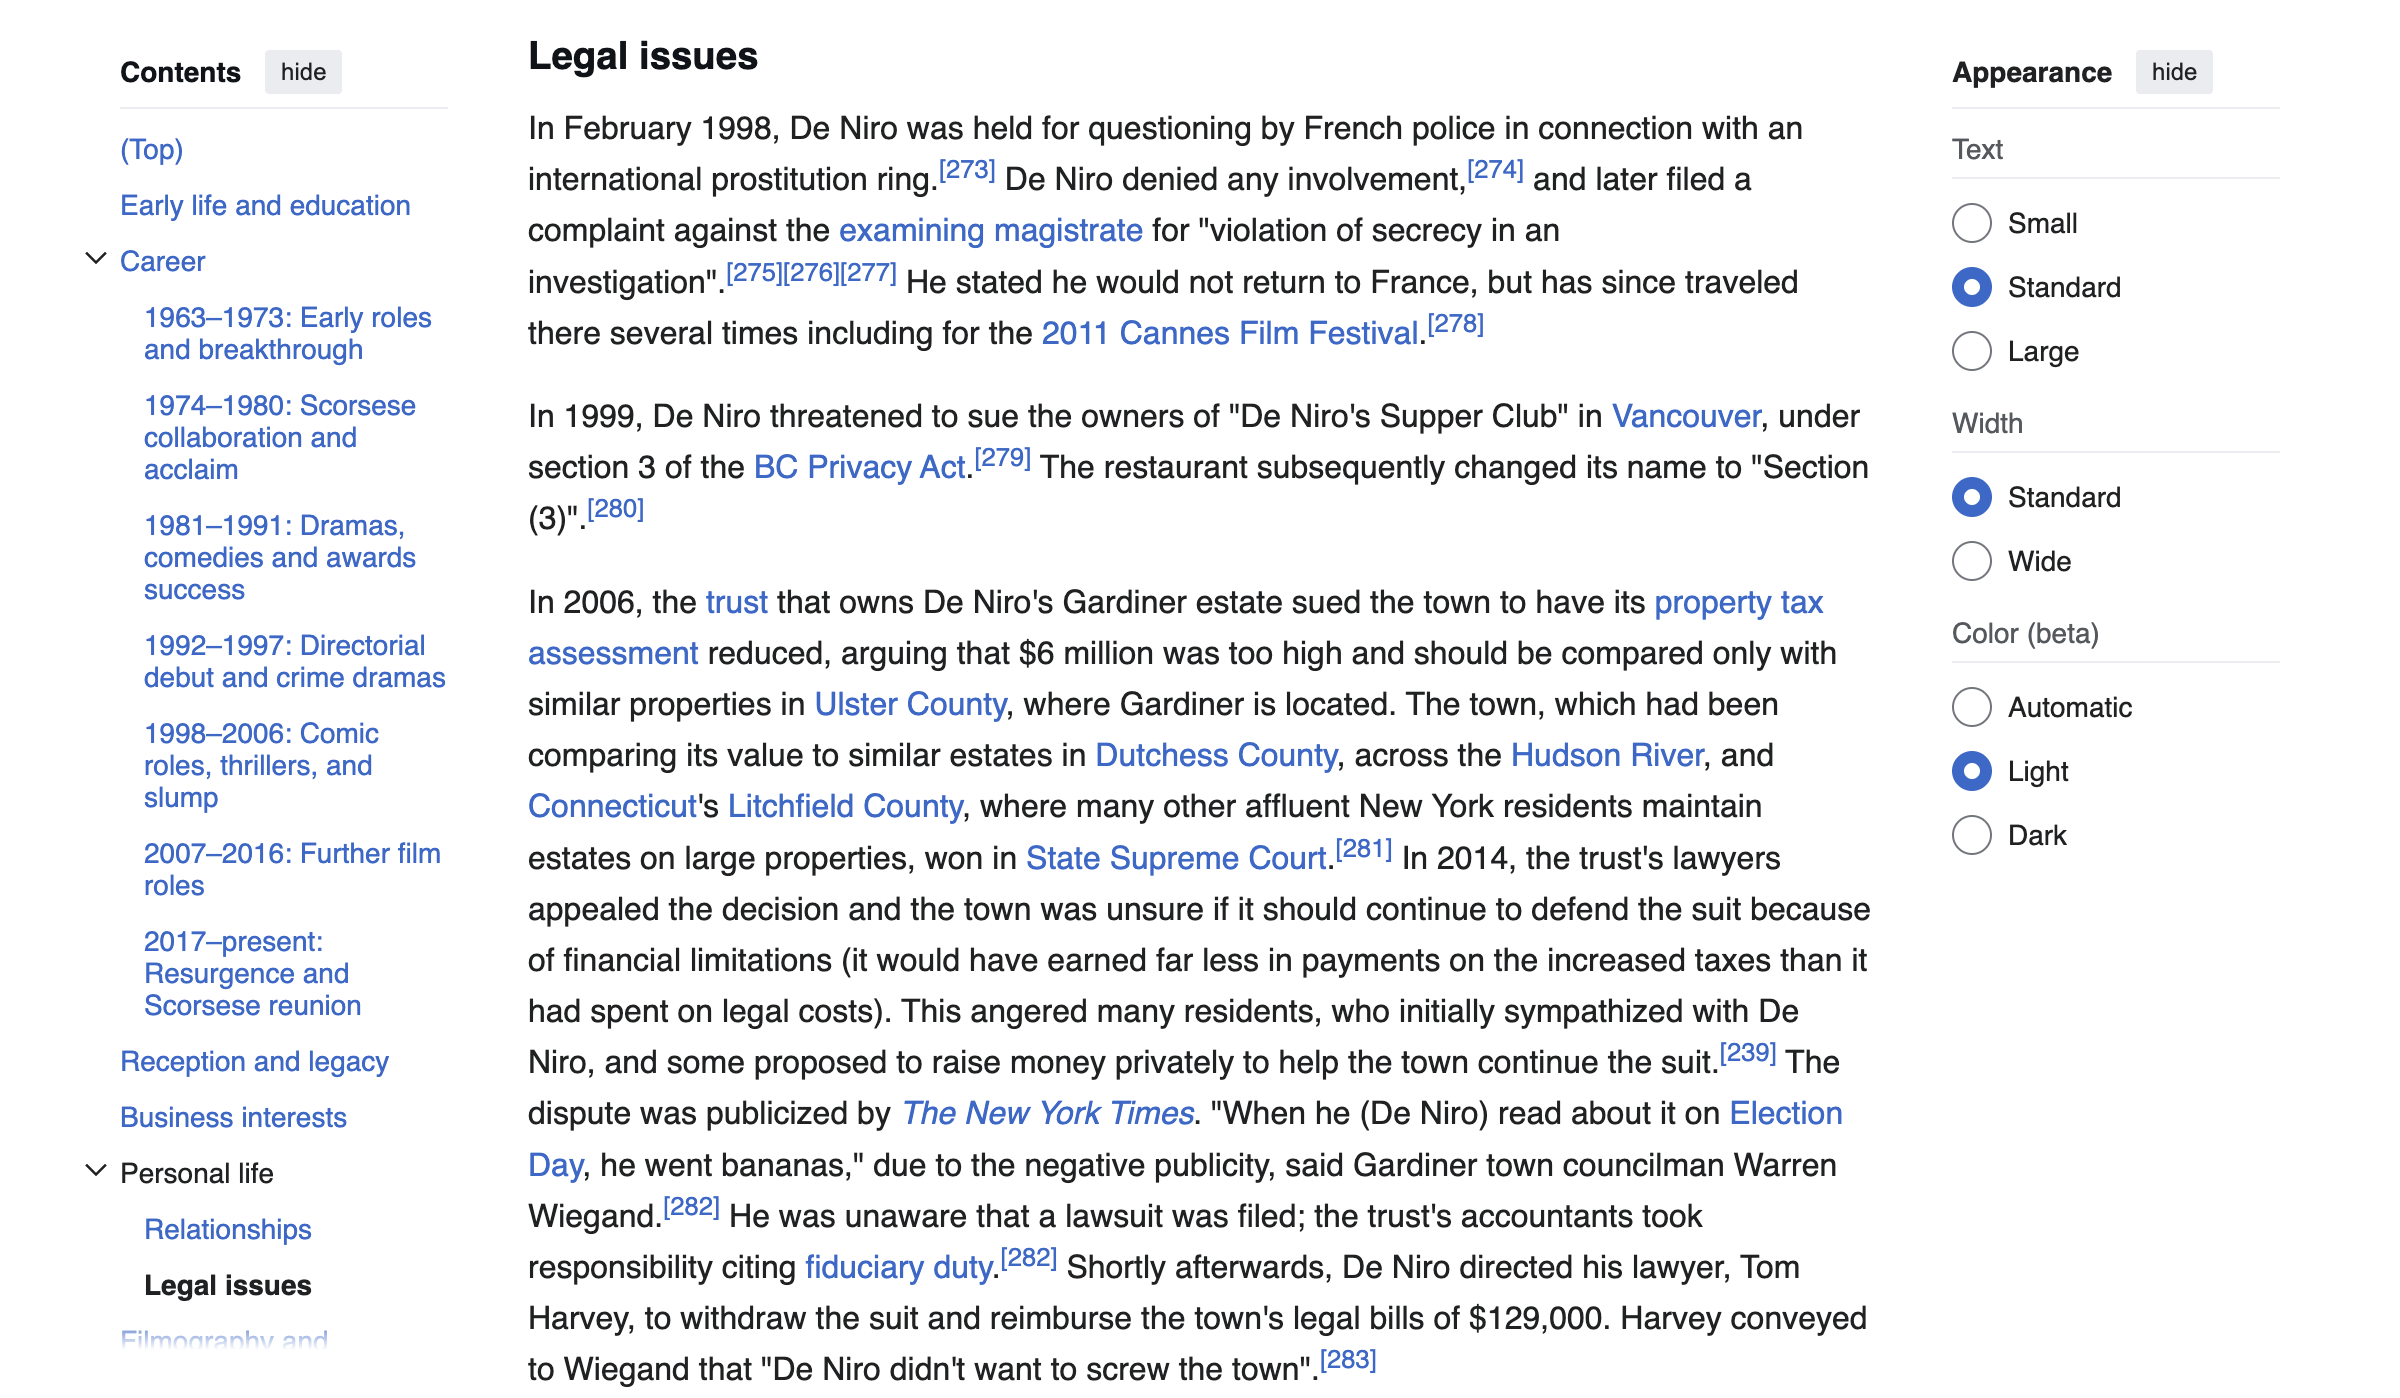 Contents hide
(Top)
Early life and education
Career
1963–1973: Early roles
and breakthrough
1974–1980: Scorsese
collaboration and
acclaim
1981–1991: Dramas,
comedies and awards
success
1992–1997: Directorial
debut and crime dramas
1998–2006: Comic
roles, thrillers, and
slump
2007–2016: Further film
roles
2017–present:
Resurgence and
Scorsese reunion
Reception and legacy
Business interests
Personal life
Relationships
Legal issues
Filmography and
Legal issues
In February 1998, De Niro was held for questioning by French police in connection with an
international prostitution ring.[273] De Niro denied any involvement,[274] and later filed a
complaint against the examining magistrate for "violation of secrecy in an
investigation".[275][276][277] He stated he would not return to France, but has since traveled
there several times including for the 2011 Cannes Film Festival.[278]
In 1999, De Niro threatened to sue the owners of "De Niro's Supper Club" in Vancouver, under
section 3 of the BC Privacy Act.[279] The restaurant subsequently changed its name to "Section
(3)".[280]
In 2006, the trust that owns De Niro's Gardiner estate sued the town to have its property tax
assessment reduced, arguing that $6 million was too high and should be compared only with
similar properties in Ulster County, where Gardiner is located. The town, which had been
comparing its value to similar estates in Dutchess County, across the Hudson River, and
Connecticut's Litchfield County, where many other affluent New York residents maintain
estates on large properties, won in State Supreme Court.[281] In 2014, the trust's lawyers
appealed the decision and the town was unsure if it should continue to defend the suit because
of financial limitations (it would have earned far less in payments on the increased taxes than it
had spent on legal costs). This angered many residents, who initially sympathized with De
Niro, and some proposed to raise money privately to help the town continue the suit.[239] The
dispute was publicized by The New York Times. "When he (De Niro) read about it on Election
Day, he went bananas," due to the negative publicity, said Gardiner town councilman Warren
Wiegand.[282] He was unaware that a lawsuit was filed; the trust's accountants took
responsibility citing fiduciary duty.[282] Shortly afterwards, De Niro directed his lawyer, Tom
Harvey, to withdraw the suit and reimburse the town's legal bills of $129,000. Harvey conveyed
to Wiegand that "De Niro didn't want to screw the town".[283]
Appearance hide
Text
Small
Standard
Large
Width
Standard
Wide
Color (beta)
Automatic
Light
Dark